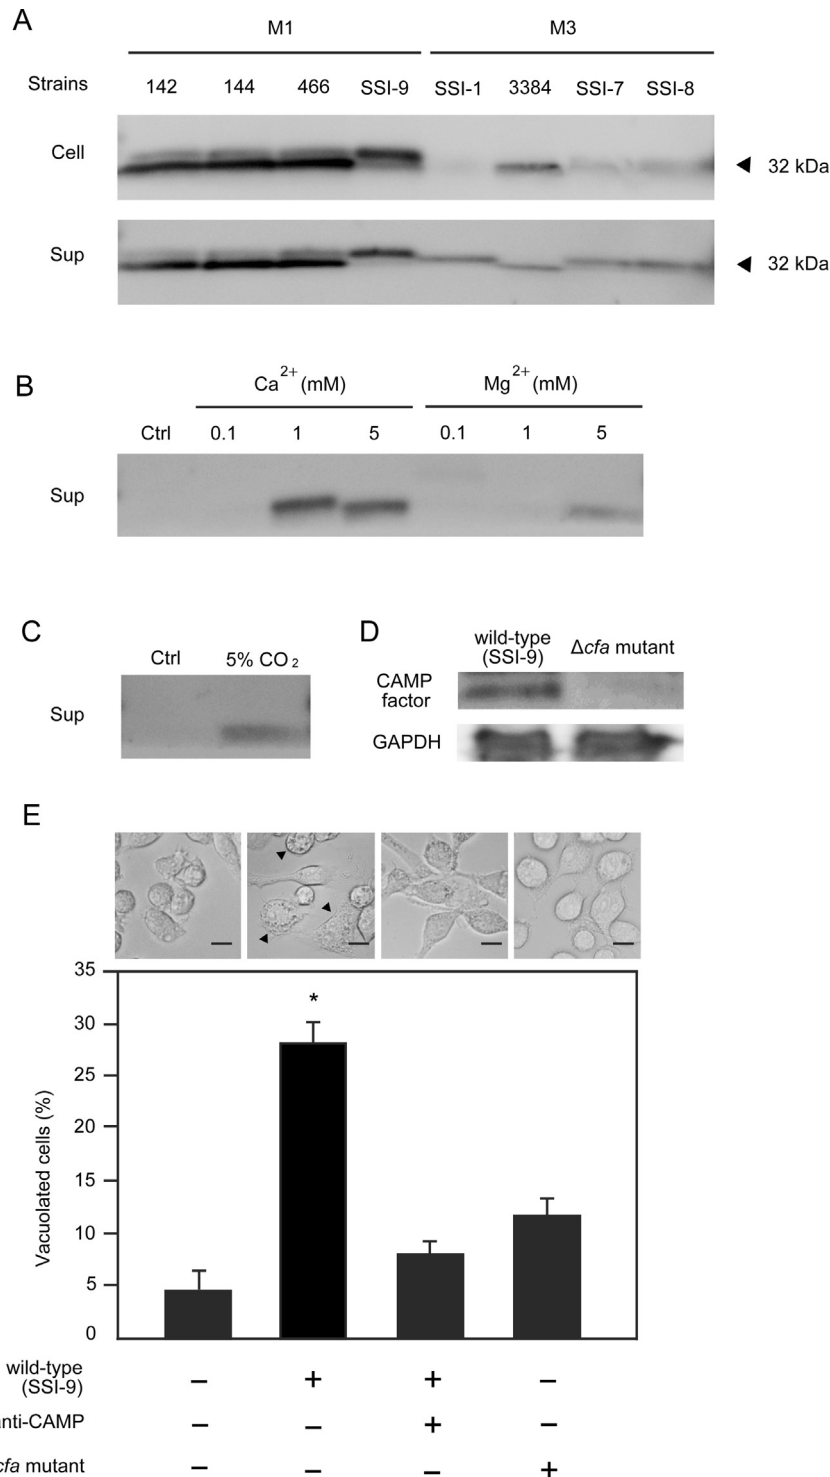 A
M1 M3
Strains 142 144 466 SSI-9 SSI-1 3384 SSI-7 SSI-8
Cell 32 kDa
Sup 32 kDa
B
Ca2+ (mM) Mg2+ (mM)
Ctrl 0.1 1 5 0.1 1 5
Sup
C
Ctrl 5% CO2
Sup
D
wild-type
(SSI-9)
Δcfa mutant
CAMP
factor
GAPDH
E
35
30
25
20
15
10
5
0
Vacuolated cells (%)
*
wild-type
(SSI-9)
– + + –
nti-CAMP – – + –
cfa mutant – – – +